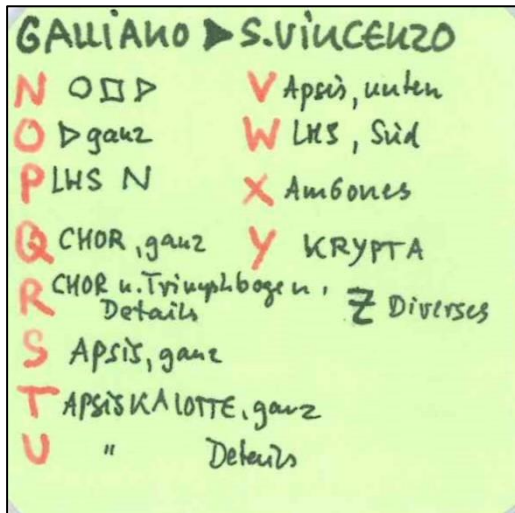 GALLIANO ▶ S.VINCENZO
N ○ □ ▷
O ▷ ganz
P LHS N
Q CHOR, ganz
R CHOR u. Triumphbogen,
Details
S APSIS, ganz
T APSISKALOTTE, ganz
U " Details
V Apsis, unten
W LHS, Süd
X Ambones
Y KRYPTA
Z Diverses